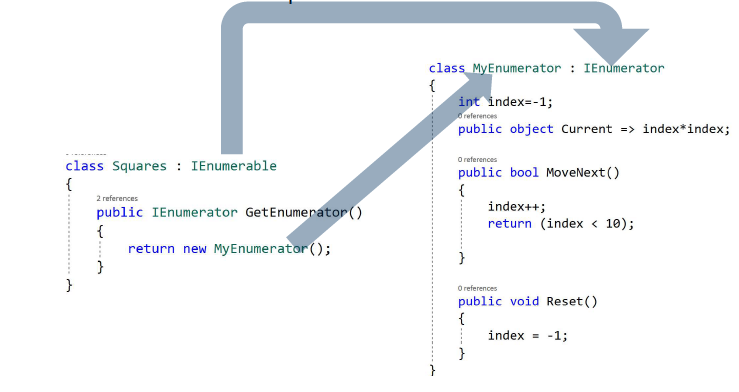 class Squares : IEnumerable
{
2 references
public IEnumerator GetEnumerator()
{
return new MyEnumerator();
}
}
class MyEnumerator : IEnumerator
{
int index=-1;
0 references
public object Current => index*index;
0 references
public bool MoveNext()
{
index++;
return (index < 10);
}
0 references
public void Reset()
{
index = -1;
}
}